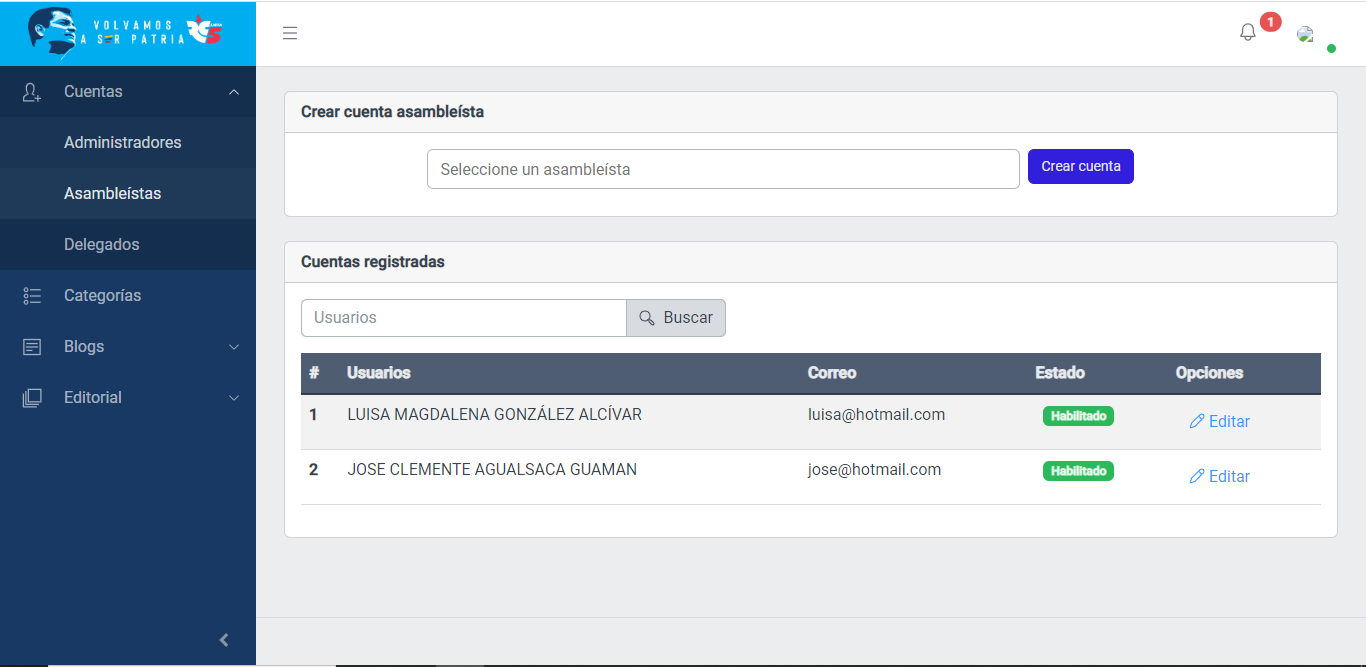 VOLVAMOS
A SER PATRIA
5
1
Cuentas
Administradores
Asambleístas
Delegados
Categorías
Blogs
Editorial
Crear cuenta asambleísta
Seleccione un asambleísta
Crear cuenta
Cuentas registradas
Usuarios
Buscar
# Usuarios Correo Estado Opciones
1 LUISA MAGDALENA GONZÁLEZ ALCÍVAR luisa@hotmail.com Habilitado Editar
2 JOSE CLEMENTE AGUALSACA GUAMAN jose@hotmail.com Habilitado Editar